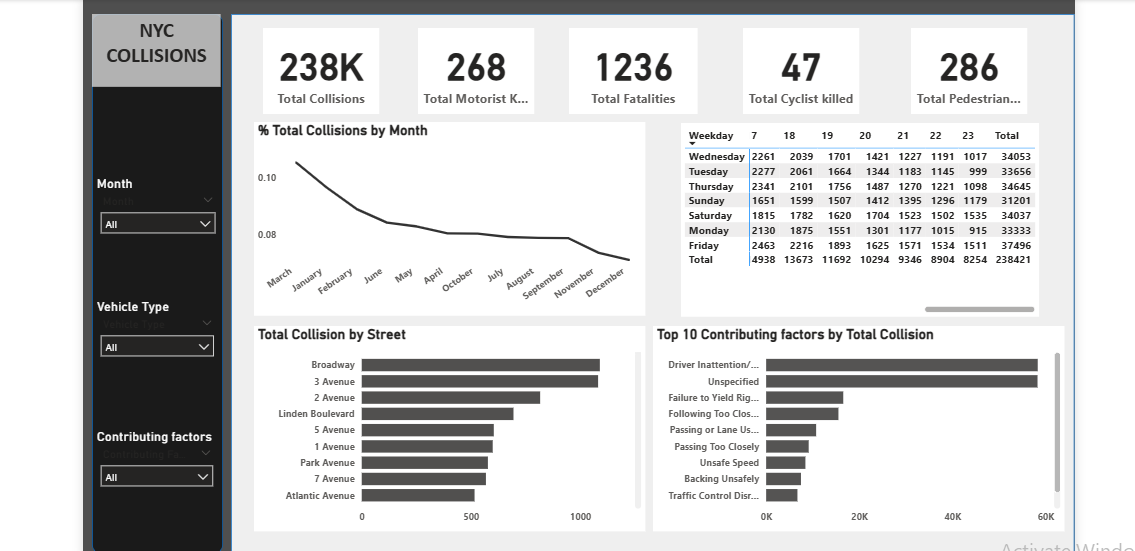 NYC
COLLISIONS
238K
Total Collisions
268
Total Motorist K...
1236
Total Fatalities
47
Total Cyclist killed
286
Total Pedestrian...
Month
Month
All
Vehicle Type
Vehicle Type
All
Contributing factors
Contributing Fa...
All
% Total Collisions by Month
0.10
0.08
March
January
February
June
May
April
October
July
August
September
November
December
Weekday 7 18 19 20 21 22 23 Total
Wednesday 2261 2039 1701 1421 1227 1191 1017 34053
Tuesday 2277 2061 1664 1344 1183 1145 999 33656
Thursday 2341 2101 1756 1487 1270 1221 1098 34645
Sunday 1651 1599 1507 1412 1395 1296 1179 31201
Saturday 1815 1782 1620 1704 1523 1502 1535 34037
Monday 2130 1875 1551 1301 1177 1015 915 33333
Friday 2463 2216 1893 1625 1571 1534 1511 37496
Total 4938 13673 11692 10294 9346 8904 8254 238421
Total Collision by Street
Broadway
3 Avenue
2 Avenue
Linden Boulevard
5 Avenue
1 Avenue
Park Avenue
7 Avenue
Atlantic Avenue
0 500 1000
Top 10 Contributing factors by Total Collision
Driver Inattention/...
Unspecified
Failure to Yield Rig...
Following Too Clos...
Passing or Lane Us...
Passing Too Closely
Unsafe Speed
Backing Unsafely
Traffic Control Disr...
0K 20K 40K 60K